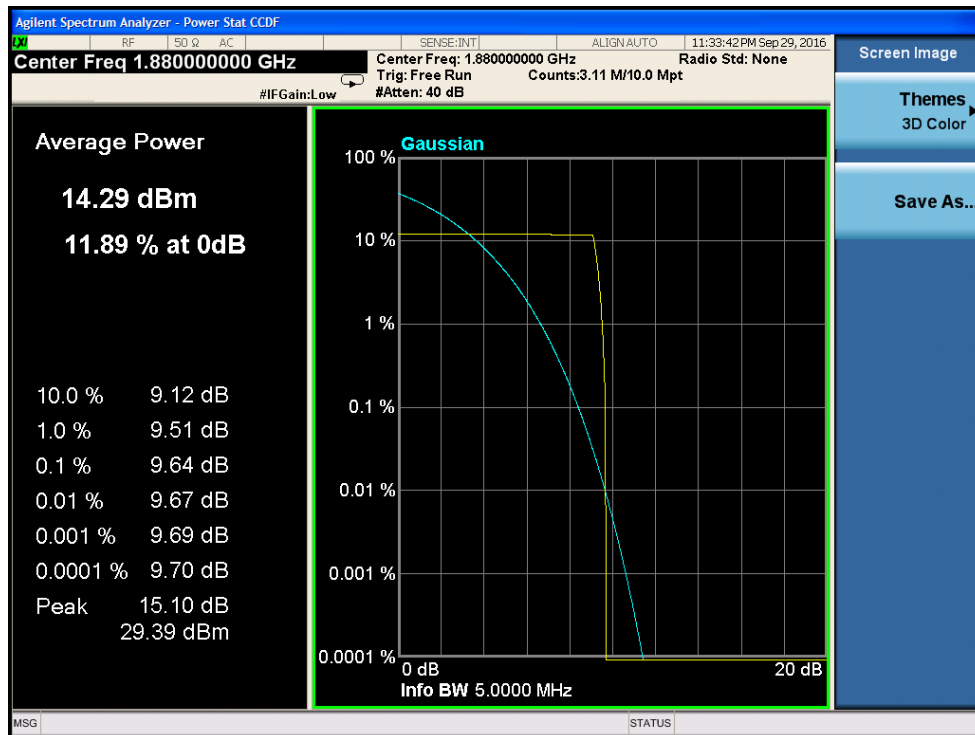 Agilent Spectrum Analyzer - Power Stat CCDF
LXI RF 50 Ω AC SENSE:INT ALIGNAUTO 11:33:42 PM Sep 29, 2016
Center Freq 1.880000000 GHz
Center Freq: 1.880000000 GHz Radio Std: None
Trig: Free Run Counts:3.11 M/10.0 Mpt
#IFGain:Low #Atten: 40 dB
Screen Image
Themes
3D Color
Save As...
Average Power
14.29 dBm
11.89 % at 0dB
10.0 % 9.12 dB
1.0 % 9.51 dB
0.1 % 9.64 dB
0.01 % 9.67 dB
0.001 % 9.69 dB
0.0001 % 9.70 dB
Peak 15.10 dB
29.39 dBm
Gaussian
100 %
10 %
1 %
0.1 %
0.01 %
0.001 %
0.0001 %
0 dB 20 dB
Info BW 5.0000 MHz
MSG STATUS